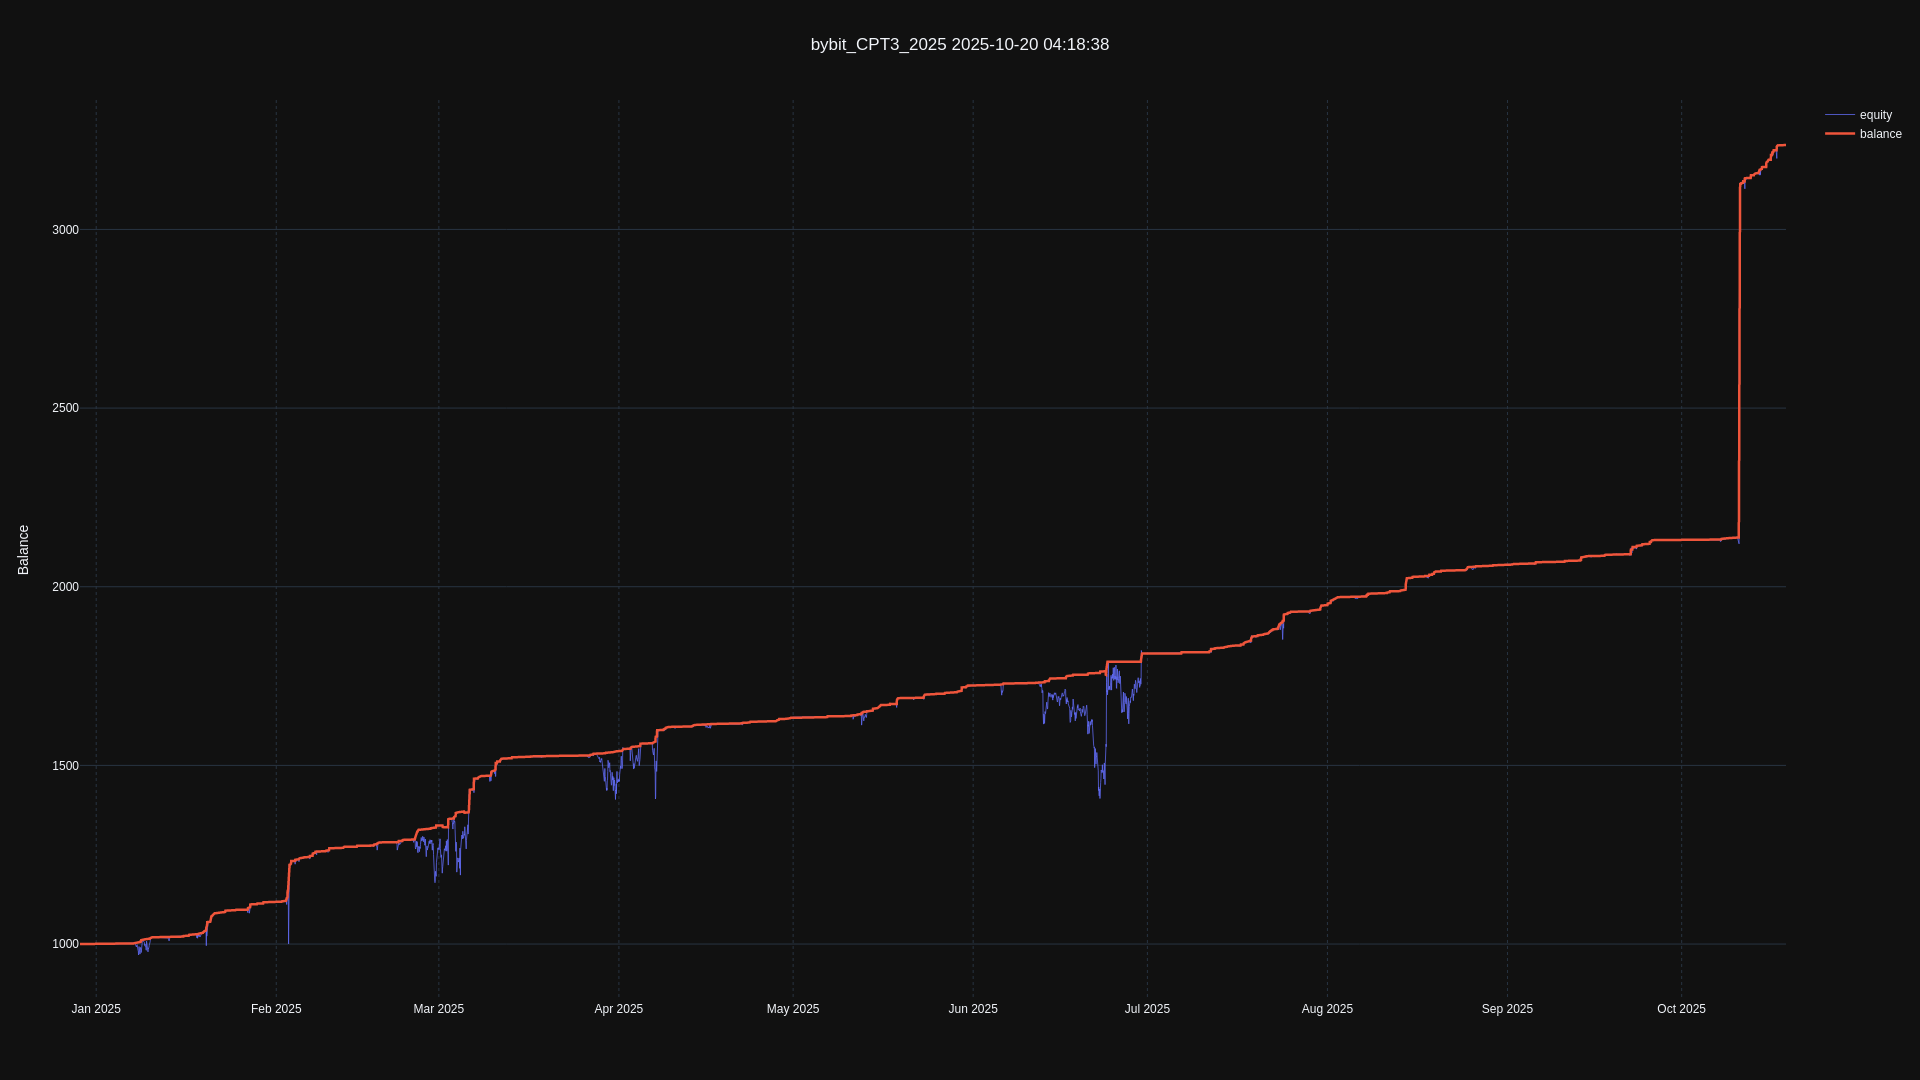 bybit_CPT3_2025 2025-10-20 04:18:38
equity
balance
Balance
3000
2500
2000
1500
1000
Jan 2025
Feb 2025
Mar 2025
Apr 2025
May 2025
Jun 2025
Jul 2025
Aug 2025
Sep 2025
Oct 2025